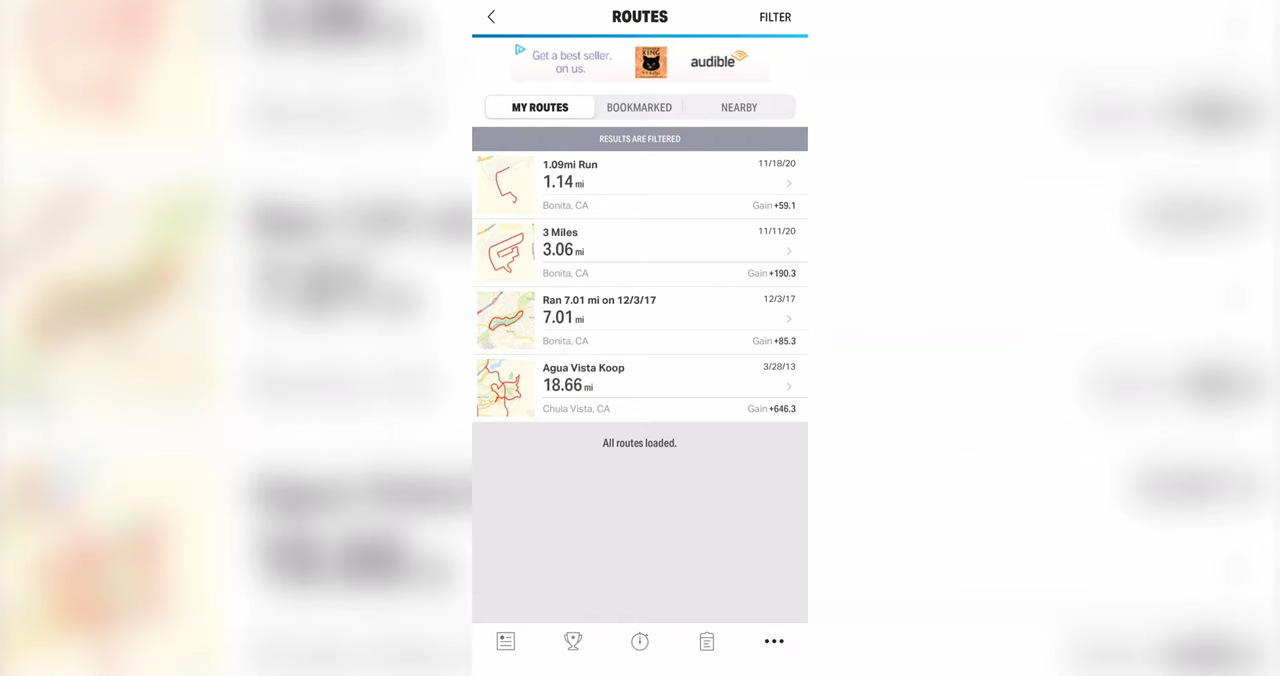 ROUTES
FILTER
Get a best seller,
on us.
KING
audible
MY ROUTES
BOOKMARKED
NEARBY
RESULTS ARE FILTERED
1.09mi Run
11/18/20
1.14 mi
Bonita, CA
Gain +59.1
3 Miles
11/11/20
3.06 mi
Bonita, CA
Gain +190.3
Ran 7.01 mi on 12/3/17
12/3/17
7.01 mi
Bonita, CA
Gain +85.3
Agua Vista Koop
3/28/13
18.66 mi
Chula Vista, CA
Gain +646.3
All routes loaded.